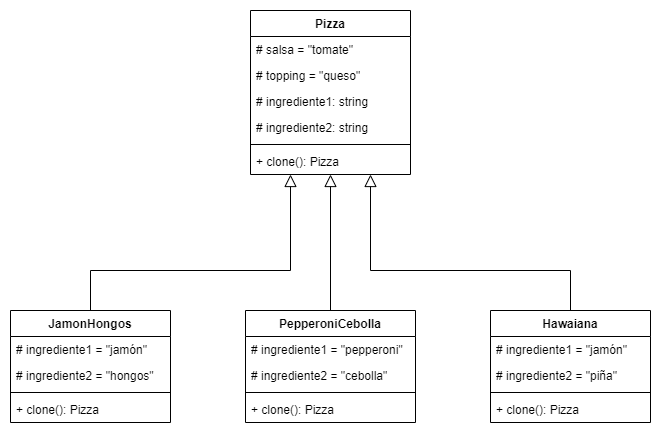 Pizza
# salsa = "tomate"
# topping = "queso"
# ingrediente1: string
# ingrediente2: string
+ clone(): Pizza
JamonHongos
# ingrediente1 = "jamón"
# ingrediente2 = "hongos"
+ clone(): Pizza
PepperoniCebolla
# ingrediente1 = "pepperoni"
# ingrediente2 = "cebolla"
+ clone(): Pizza
Hawaiana
# ingrediente1 = "jamón"
# ingrediente2 = "piña"
+ clone(): Pizza